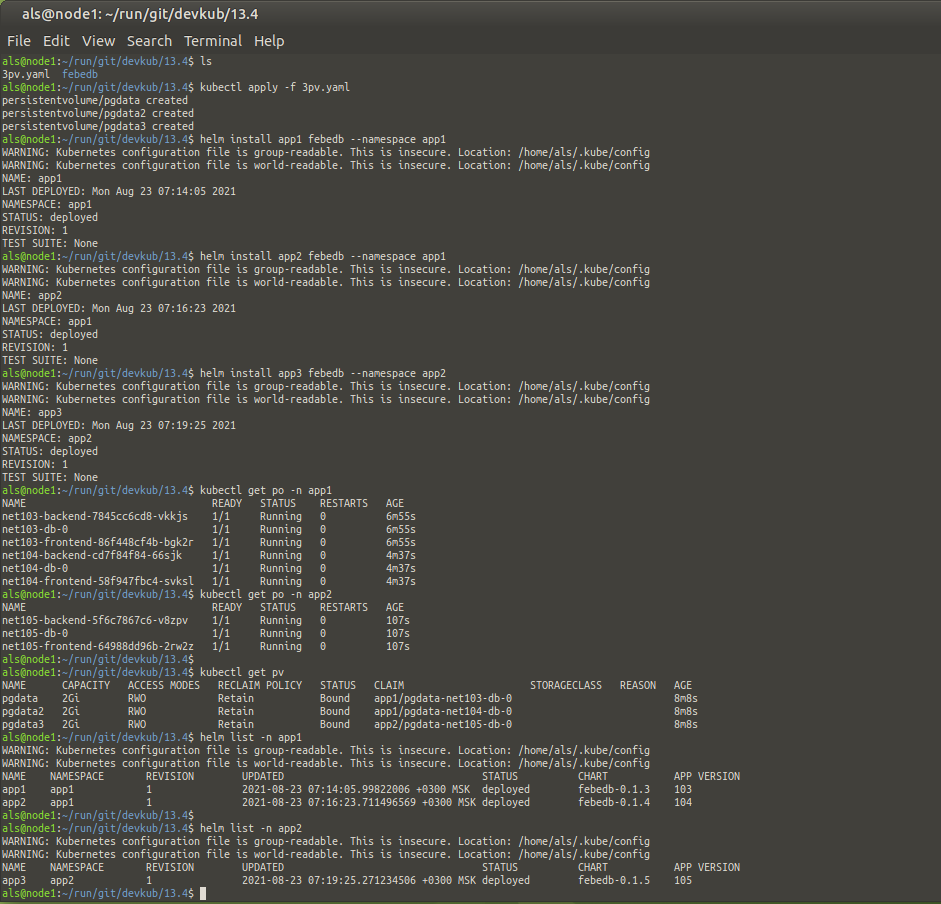 als@node1: ~/run/git/devkub/13.4
File Edit View Search Terminal Help
als@node1:~/run/git/devkub/13.4$ ls
3pv.yaml  febedb
als@node1:~/run/git/devkub/13.4$ kubectl apply -f 3pv.yaml
persistentvolume/pgdata created
persistentvolume/pgdata2 created
persistentvolume/pgdata3 created
als@node1:~/run/git/devkub/13.4$ helm install app1 febedb --namespace app1
WARNING: Kubernetes configuration file is group-readable. This is insecure. Location: /home/als/.kube/config
WARNING: Kubernetes configuration file is world-readable. This is insecure. Location: /home/als/.kube/config
NAME: app1
LAST DEPLOYED: Mon Aug 23 07:14:05 2021
NAMESPACE: app1
STATUS: deployed
REVISION: 1
TEST SUITE: None
als@node1:~/run/git/devkub/13.4$ helm install app2 febedb --namespace app1
WARNING: Kubernetes configuration file is group-readable. This is insecure. Location: /home/als/.kube/config
WARNING: Kubernetes configuration file is world-readable. This is insecure. Location: /home/als/.kube/config
NAME: app2
LAST DEPLOYED: Mon Aug 23 07:16:23 2021
NAMESPACE: app1
STATUS: deployed
REVISION: 1
TEST SUITE: None
als@node1:~/run/git/devkub/13.4$ helm install app3 febedb --namespace app2
WARNING: Kubernetes configuration file is group-readable. This is insecure. Location: /home/als/.kube/config
WARNING: Kubernetes configuration file is world-readable. This is insecure. Location: /home/als/.kube/config
NAME: app3
LAST DEPLOYED: Mon Aug 23 07:19:25 2021
NAMESPACE: app2
STATUS: deployed
REVISION: 1
TEST SUITE: None
als@node1:~/run/git/devkub/13.4$ kubectl get po -n app1
NAME                               READY   STATUS    RESTARTS   AGE
net103-backend-7845cc6cd8-vkkjs    1/1     Running   0          6m55s
net103-db-0                        1/1     Running   0          6m55s
net103-frontend-86f448cf4b-bgk2r   1/1     Running   0          6m55s
net104-backend-cd7f84f84-66sjk     1/1     Running   0          4m37s
net104-db-0                        1/1     Running   0          4m37s
net104-frontend-58f947fbc4-svksl   1/1     Running   0          4m37s
als@node1:~/run/git/devkub/13.4$ kubectl get po -n app2
NAME                               READY   STATUS    RESTARTS   AGE
net105-backend-5f6c7867c6-v8zpv    1/1     Running   0          107s
net105-db-0                        1/1     Running   0          107s
net105-frontend-64988dd96b-2rw2z   1/1     Running   0          107s
als@node1:~/run/git/devkub/13.4$
als@node1:~/run/git/devkub/13.4$ kubectl get pv
NAME      CAPACITY   ACCESS MODES   RECLAIM POLICY   STATUS   CLAIM                     STORAGECLASS   REASON   AGE
pgdata    2Gi        RWO            Retain           Bound    app1/pgdata-net103-db-0                           8m8s
pgdata2   2Gi        RWO            Retain           Bound    app1/pgdata-net104-db-0                           8m8s
pgdata3   2Gi        RWO            Retain           Bound    app2/pgdata-net105-db-0                           8m8s
als@node1:~/run/git/devkub/13.4$ helm list -n app1
WARNING: Kubernetes configuration file is group-readable. This is insecure. Location: /home/als/.kube/config
WARNING: Kubernetes configuration file is world-readable. This is insecure. Location: /home/als/.kube/config
NAME    NAMESPACE       REVISION        UPDATED                                 STATUS          CHART           APP VERSION
app1    app1            1               2021-08-23 07:14:05.99822006 +0300 MSK  deployed        febedb-0.1.3    103
app2    app1            1               2021-08-23 07:16:23.711496569 +0300 MSK deployed        febedb-0.1.4    104
als@node1:~/run/git/devkub/13.4$
als@node1:~/run/git/devkub/13.4$ helm list -n app2
WARNING: Kubernetes configuration file is group-readable. This is insecure. Location: /home/als/.kube/config
WARNING: Kubernetes configuration file is world-readable. This is insecure. Location: /home/als/.kube/config
NAME    NAMESPACE       REVISION        UPDATED                                 STATUS          CHART           APP VERSION
app3    app2            1               2021-08-23 07:19:25.271234506 +0300 MSK deployed        febedb-0.1.5    105
als@node1:~/run/git/devkub/13.4$